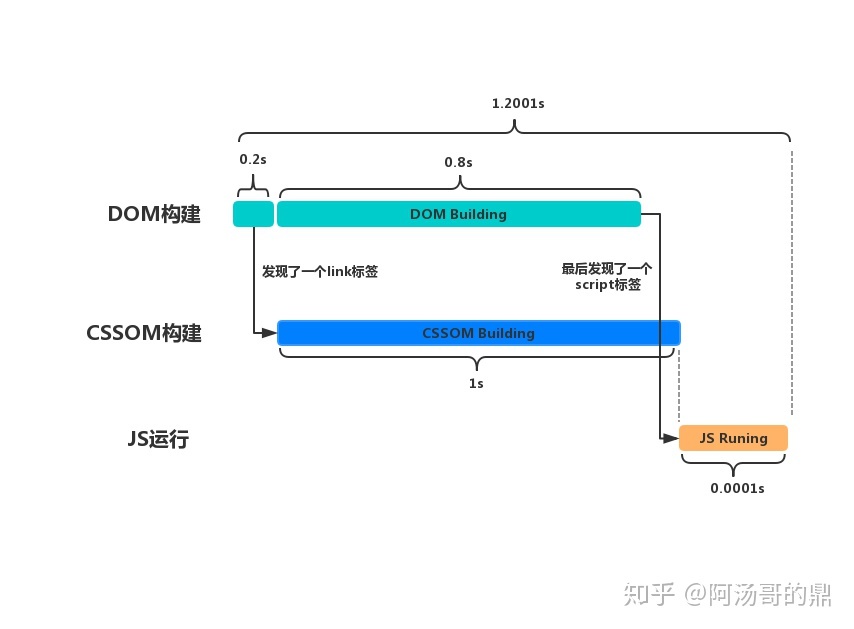 1.2001s
0.2s
0.8s
DOM构建
DOM Building
发现了一个link标签
最后发现了一个
script标签
CSSOM构建
CSSOM Building
1s
JS运行
JS Runing
0.0001s
知乎 @阿汤哥的鼎